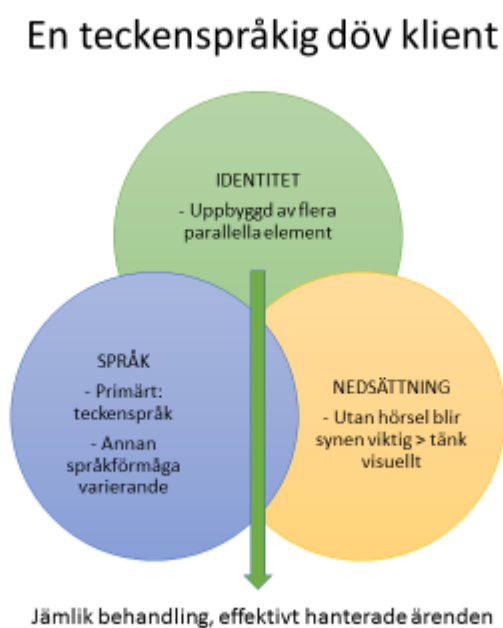 En teckenspråkig döv klient
IDENTITET
- Uppbyggd av flera
parallella element
SPRÅK
- Primärt:
teckenspråk
- Annan
språkförmåga
varierande
NEDSÄTTNING
- Utan hörsel blir
synen viktig > tänk
visuellt
Jämlik behandling, effektivt hanterade ärenden